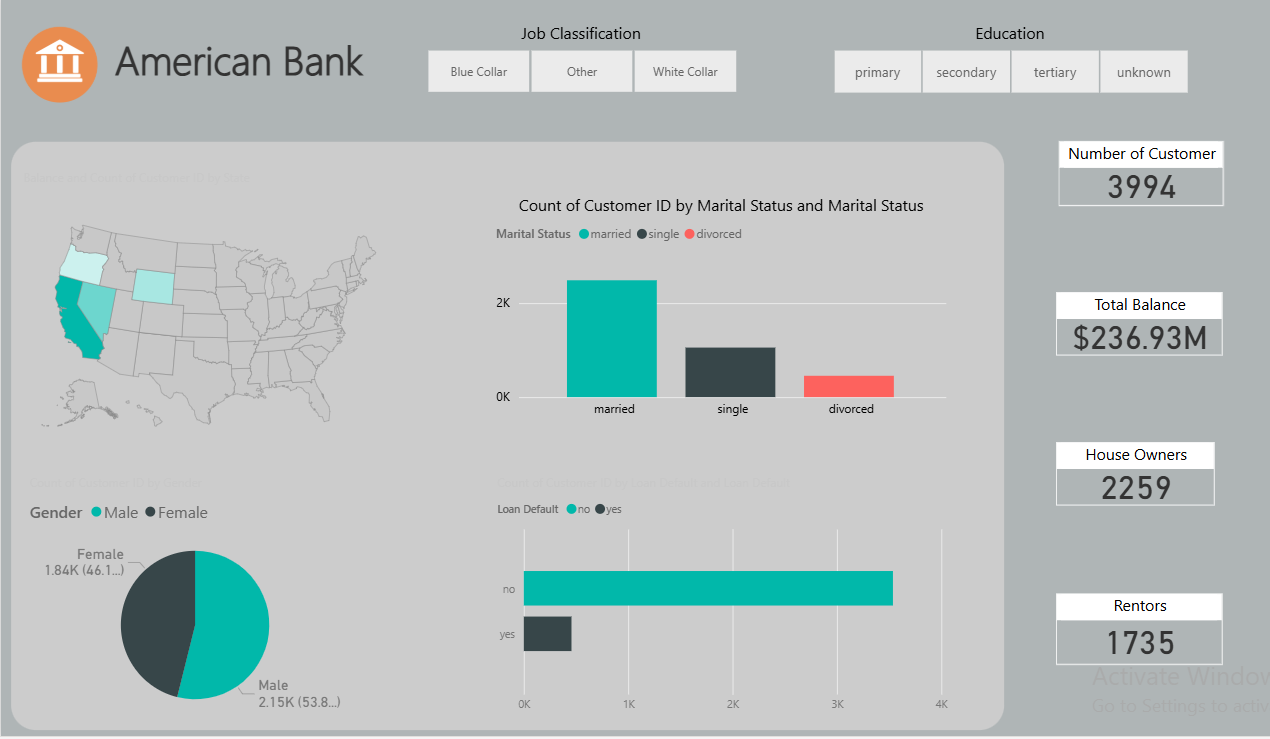 American Bank
Job Classification
Blue Collar
Other
White Collar
Education
primary
secondary
tertiary
unknown
Number of Customer
3994
Count of Customer ID by Marital Status and Marital Status
Marital Status married single divorced
2K
0K
married single divorced
Total Balance
$236.93M
House Owners
2259
Gender Male Female
Female
1.84K (46.1...)
Male
2.15K (53.8...)
Loan Default no yes
no
yes
0K 1K 2K 3K 4K
Rentors
1735
Activate Window
Go to Settings to activ